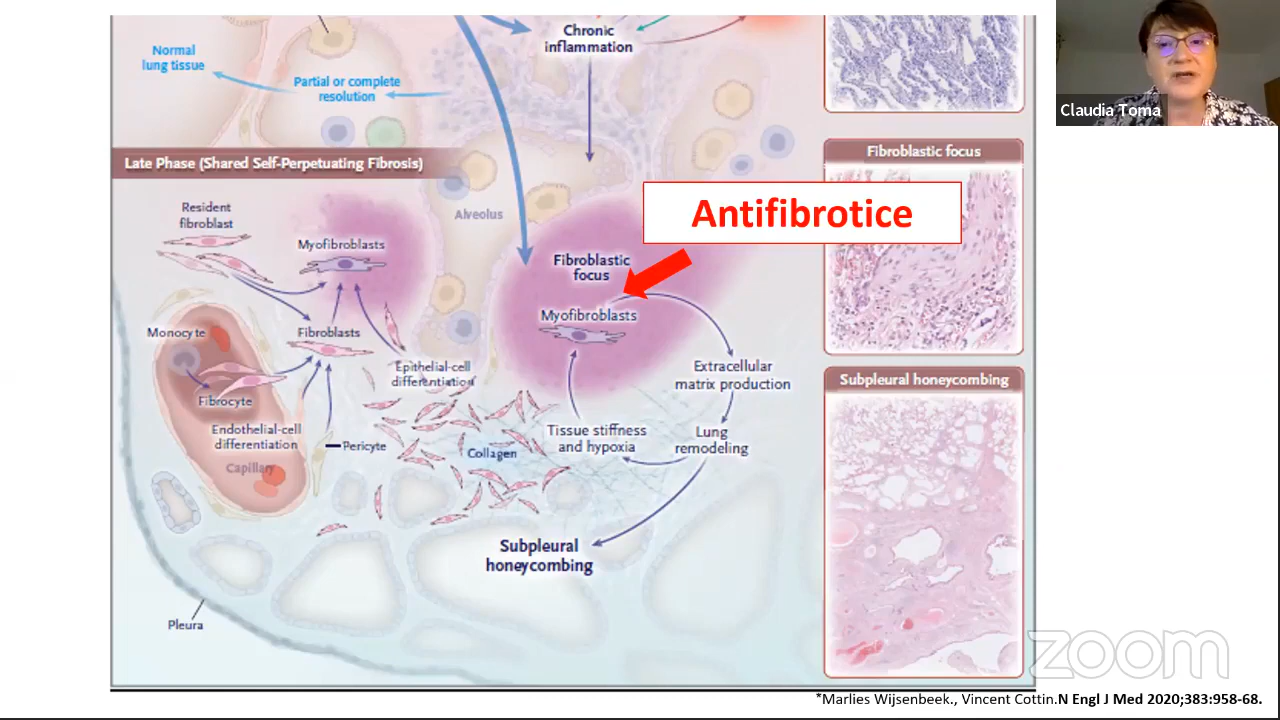 Chronic
inflammation
Normal
lung tissue
Partial or complete
resolution
Claudia Toma
Late Phase (Shared Self-Perpetuating Fibrosis)
Fibroblastic focus
Resident
fibroblast
Alveolus
Antifibrotice
Myofibroblasts
Fibroblastic
focus
Myofibroblasts
Monocyte
Fibroblasts
Epithelial-cell
differentiation
Extracellular
matrix production
Subpleural honeycombing
Fibrocyte
Endothelial-cell
differentiation
Pericyte
Capillary
Collagen
Tissue stiffness
and hypoxia
Lung
remodeling
Subpleural
honeycombing
Pleura
zoom
*Marlies Wijsenbeek., Vincent Cottin.N Engl J Med 2020;383:958-68.